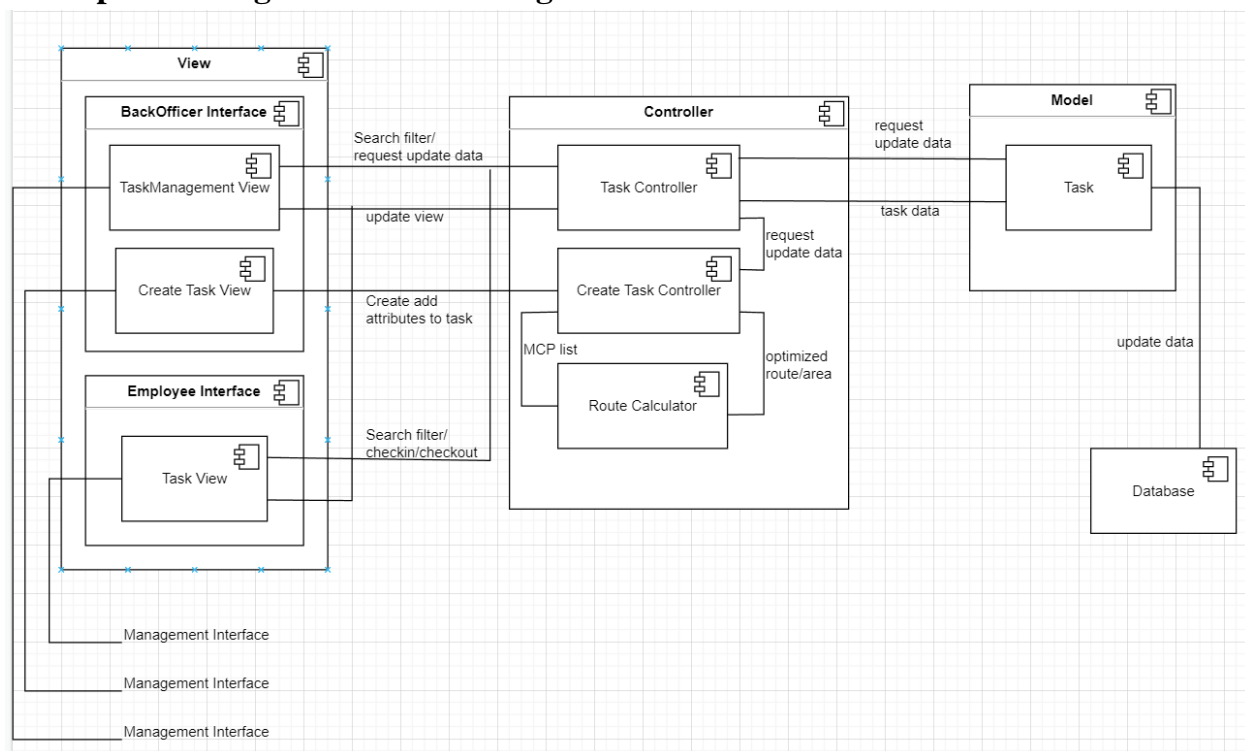 View
BackOfficer Interface
TaskManagement View
Create Task View
Employee Interface
Task View
Search filter/
request update data
update view
Create add
attributes to task
Search filter/
checkin/checkout
Controller
Task Controller
request
update data
Create Task Controller
MCP list
optimized
route/area
Route Calculator
request
update data
task data
Model
Task
update data
Database
Management Interface
Management Interface
Management Interface